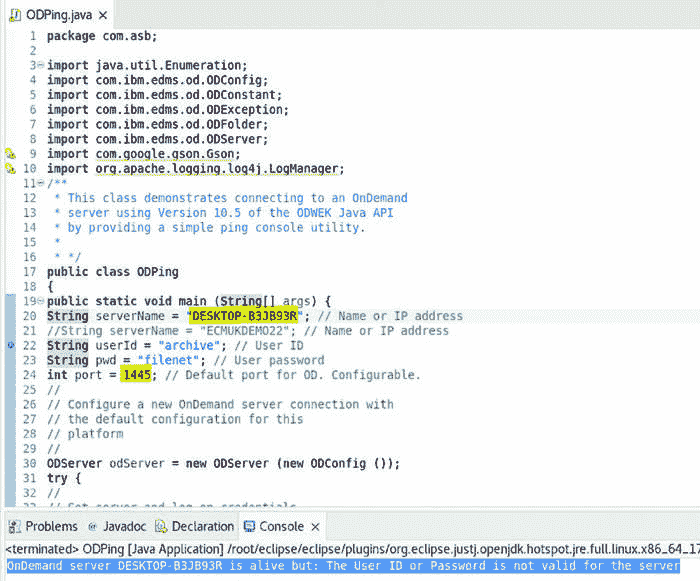 ODPing.java
1 package com.asb;
2
3 import java.util.Enumeration;
4 import com.ibm.edms.od.ODConfig;
5 import com.ibm.edms.od.ODConstant;
6 import com.ibm.edms.od.ODException;
7 import com.ibm.edms.od.ODFolder;
8 import com.ibm.edms.od.ODServer;
9 import com.google.gson.Gson;
10 import org.apache.logging.log4j.LogManager;
11 /**
12 * This class demonstrates connecting to an OnDemand
13 * server using Version 10.5 of the ODWEK Java API
14 * by providing a simple ping console utility.
15 *
16 * */
17 public class ODPing
18 {
19 public static void main (String[] args) {
20 String serverName = "DESKTOP-B3JB93R"; // Name or IP address
21 //String serverName = "ECMUKDEMO22"; // Name or IP address
22 String userId = "archive"; // User ID
23 String pwd = "filenet"; // User password
24 int port = 1445; // Default port for OD. Configurable.
25 //
26 // Configure a new OnDemand server connection with
27 // the default configuration for this
28 // platform
29 //
30 ODServer odServer = new ODServer (new ODConfig ());
31 try {
32 //
Problems Javadoc Declaration Console
<terminated> ODPing [Java Application] /root/eclipse/eclipse/plugins/org.eclipse.justj.openjdk.hotspot.jre.full.linux.x86_64_17
OnDemand server DESKTOP-B3JB93R is alive but: The User ID or Password is not valid for the server